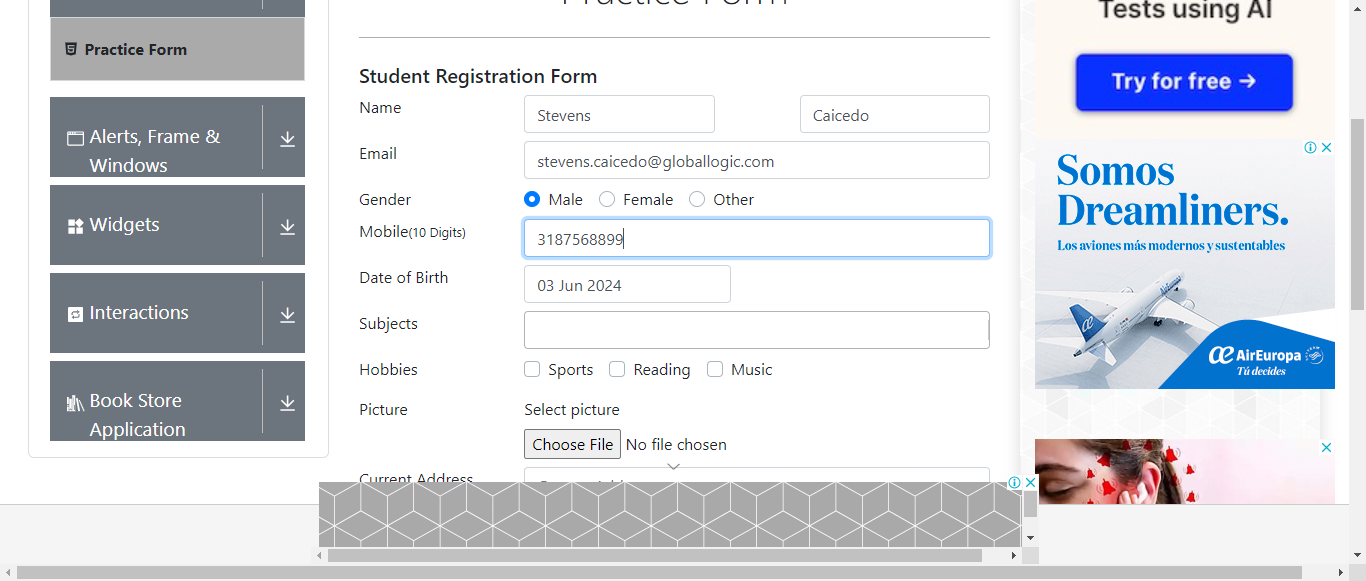 Practice Form
Practice Form
Alerts, Frame &
Windows
Widgets
Interactions
Book Store
Application
Student Registration Form
Name
Stevens
Caicedo
Email
stevens.caicedo@globallogic.com
Gender
Male
Female
Other
Mobile(10 Digits)
3187568899
Date of Birth
03 Jun 2024
Subjects
Hobbies
Sports
Reading
Music
Picture
Select picture
Choose File No file chosen
Current Address
Tests using AI
Try for free →
Somos
Dreamliners.
Los aviones más modernos y sustentables
AirEuropa
Tú decides